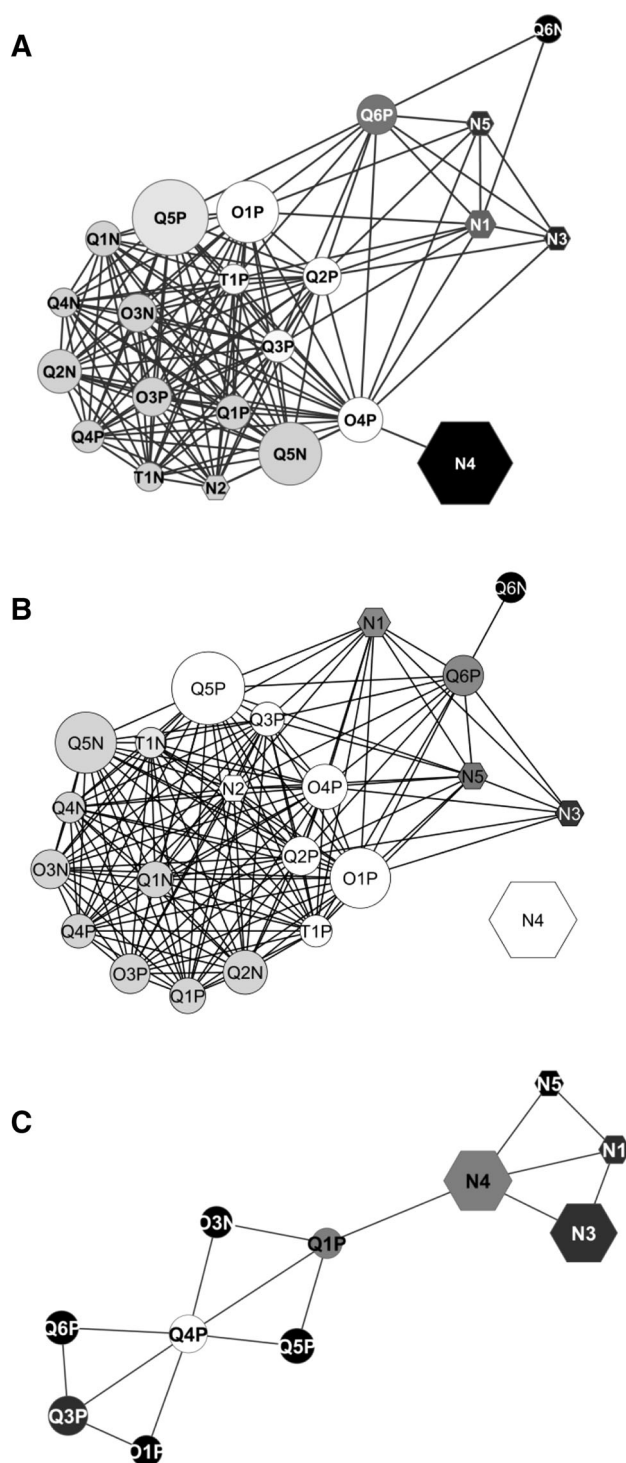 A
Q6N
Q6P
N5
Q5P
O1P
N1
Q1N
N3
T1P
Q2P
Q4N
O3N
Q3P
Q2N
O3P
Q1P
O4P
Q4P
Q5N
N4
T1N
N2
B
Q6N
N1
Q6P
Q5P
Q3P
Q5N
T1N
N5
N2
O4P
Q4N
N3
Q2P
O3N
Q1N
O1P
N4
Q4P
T1P
O3P
Q2N
Q1P
C
N5
N1
N4
O3N
N3
Q1P
Q6P
Q4P
Q5P
Q3P
O1P